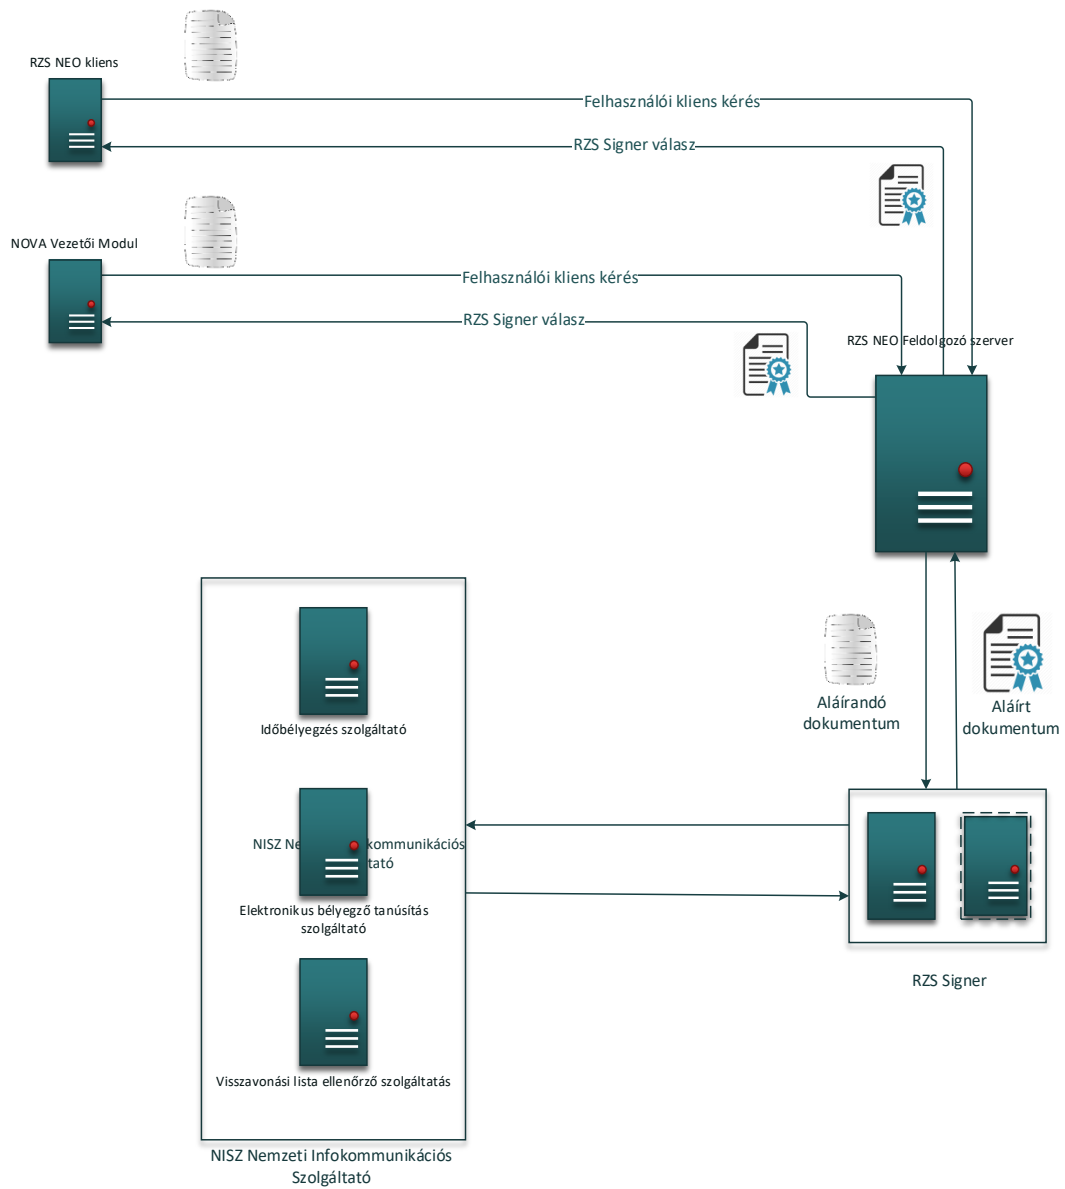 RZS NEO kliens
Felhasználói kliens kérés
RZS Signer válasz
NOVA Vezetői Modul
Felhasználói kliens kérés
RZS Signer válasz
RZS NEO Feldolgozó szerver
Aláírandó
dokumentum
Aláírt
dokumentum
Időbélyegzés szolgáltató
NISZ
Elektronikus bélyegző tanúsítás
szolgáltató
Visszavonási lista ellenőrző szolgáltatás
RZS Signer
NISZ Nemzeti Infokommunikációs
Szolgáltató